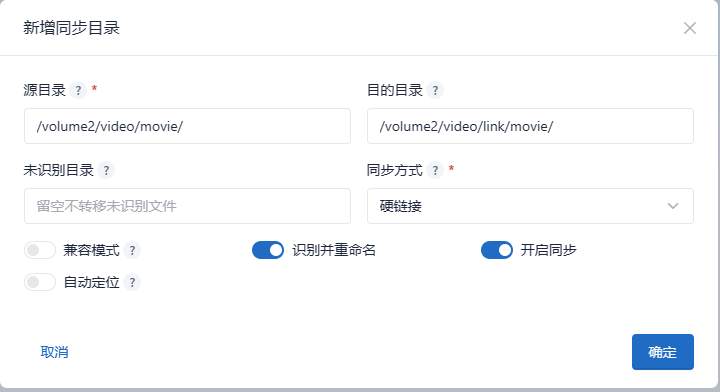 新增同步目录
源目录 ? * 目的目录 ?
/volume2/video/movie/ /volume2/video/link/movie/
未识别目录 ? 同步方式 ? *
留空不转移未识别文件 硬链接
兼容模式 ? 识别并重命名 开启同步
自动定位 ?
取消 确定